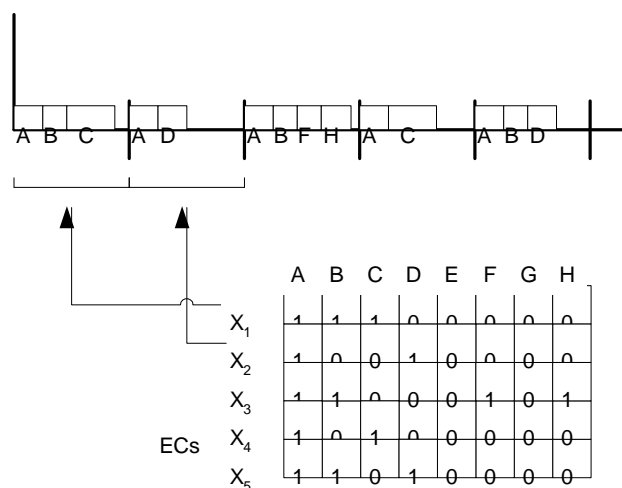 A B C A D A B F H A C A B D
A B C D E F G H
X1 1 1 1 0 0 0 0 0
X2 1 0 0 1 0 0 0 0
X3 1 1 0 0 0 1 0 1
ECs
X4 1 0 1 0 0 0 0 0
X5 1 1 0 1 0 0 0 0